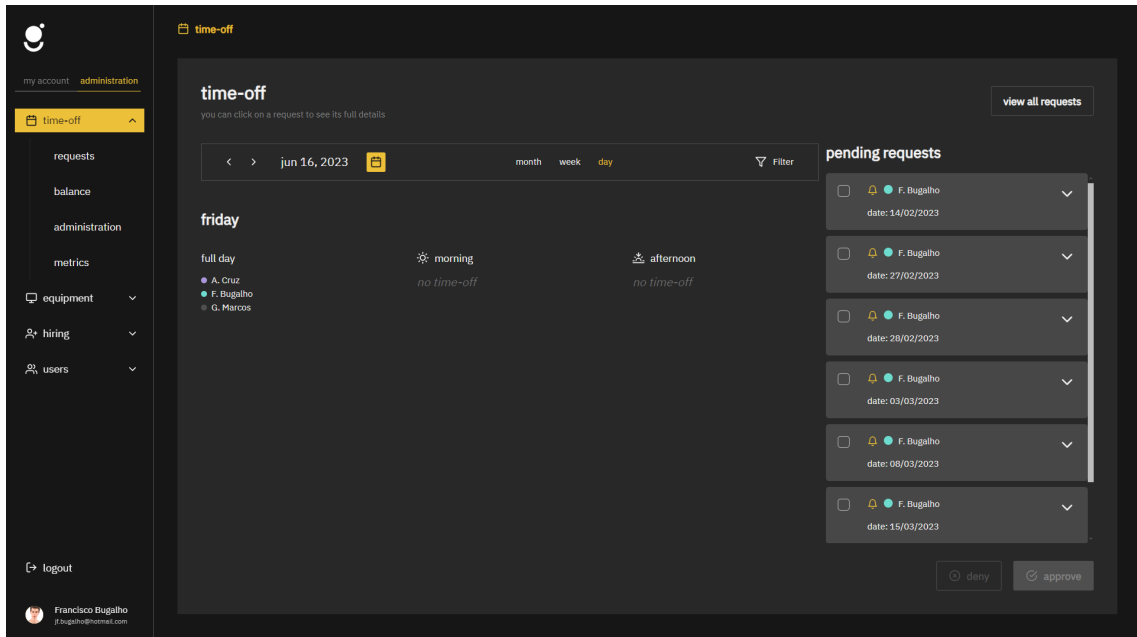 time-off
my account administration
time-off
requests
balance
administration
metrics
equipment
hiring
users
logout
Francisco Bugalho
jf.bugalho@hotmail.com
time-off
you can click on a request to see its full details
view all requests
jun 16, 2023
month week day
Filter
friday
full day
A. Cruz
F. Bugalho
G. Marcos
morning
no time-off
afternoon
no time-off
pending requests
F. Bugalho
date: 14/02/2023
F. Bugalho
date: 27/02/2023
F. Bugalho
date: 28/02/2023
F. Bugalho
date: 03/03/2023
F. Bugalho
date: 08/03/2023
F. Bugalho
date: 15/03/2023
deny
approve